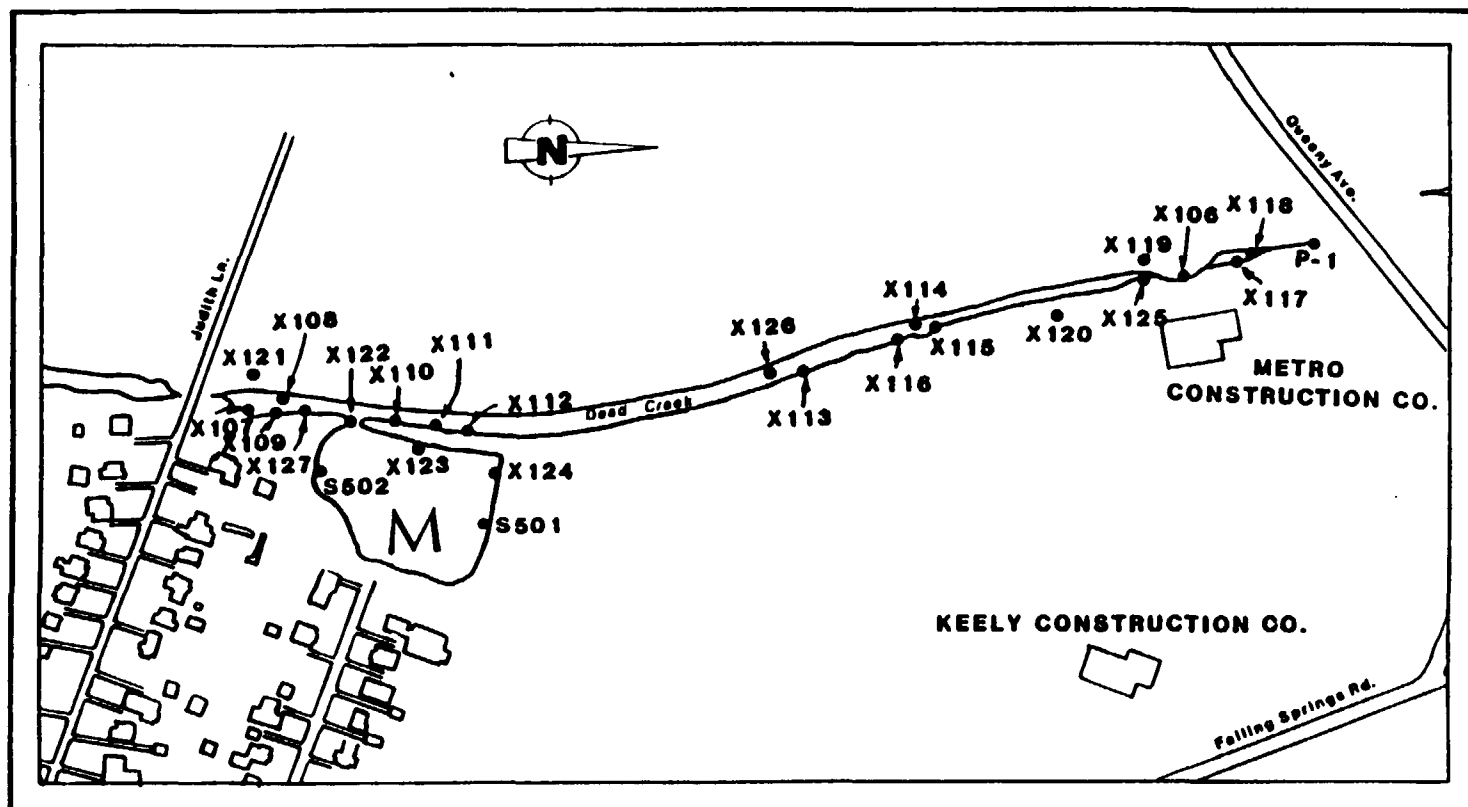 N
Queeny Ave.
Judith Ln.
X118
X106
X119
P-1
X117
X114
X125
X120
X115
X126
X116
X113
METRO
CONSTRUCTION CO.
X108
X121
X122
X111
X110
X112
Dead Creek
X107
X109
X127
X123
X124
S502
M
S501
KEELY CONSTRUCTION CO.
Falling Springs Rd.